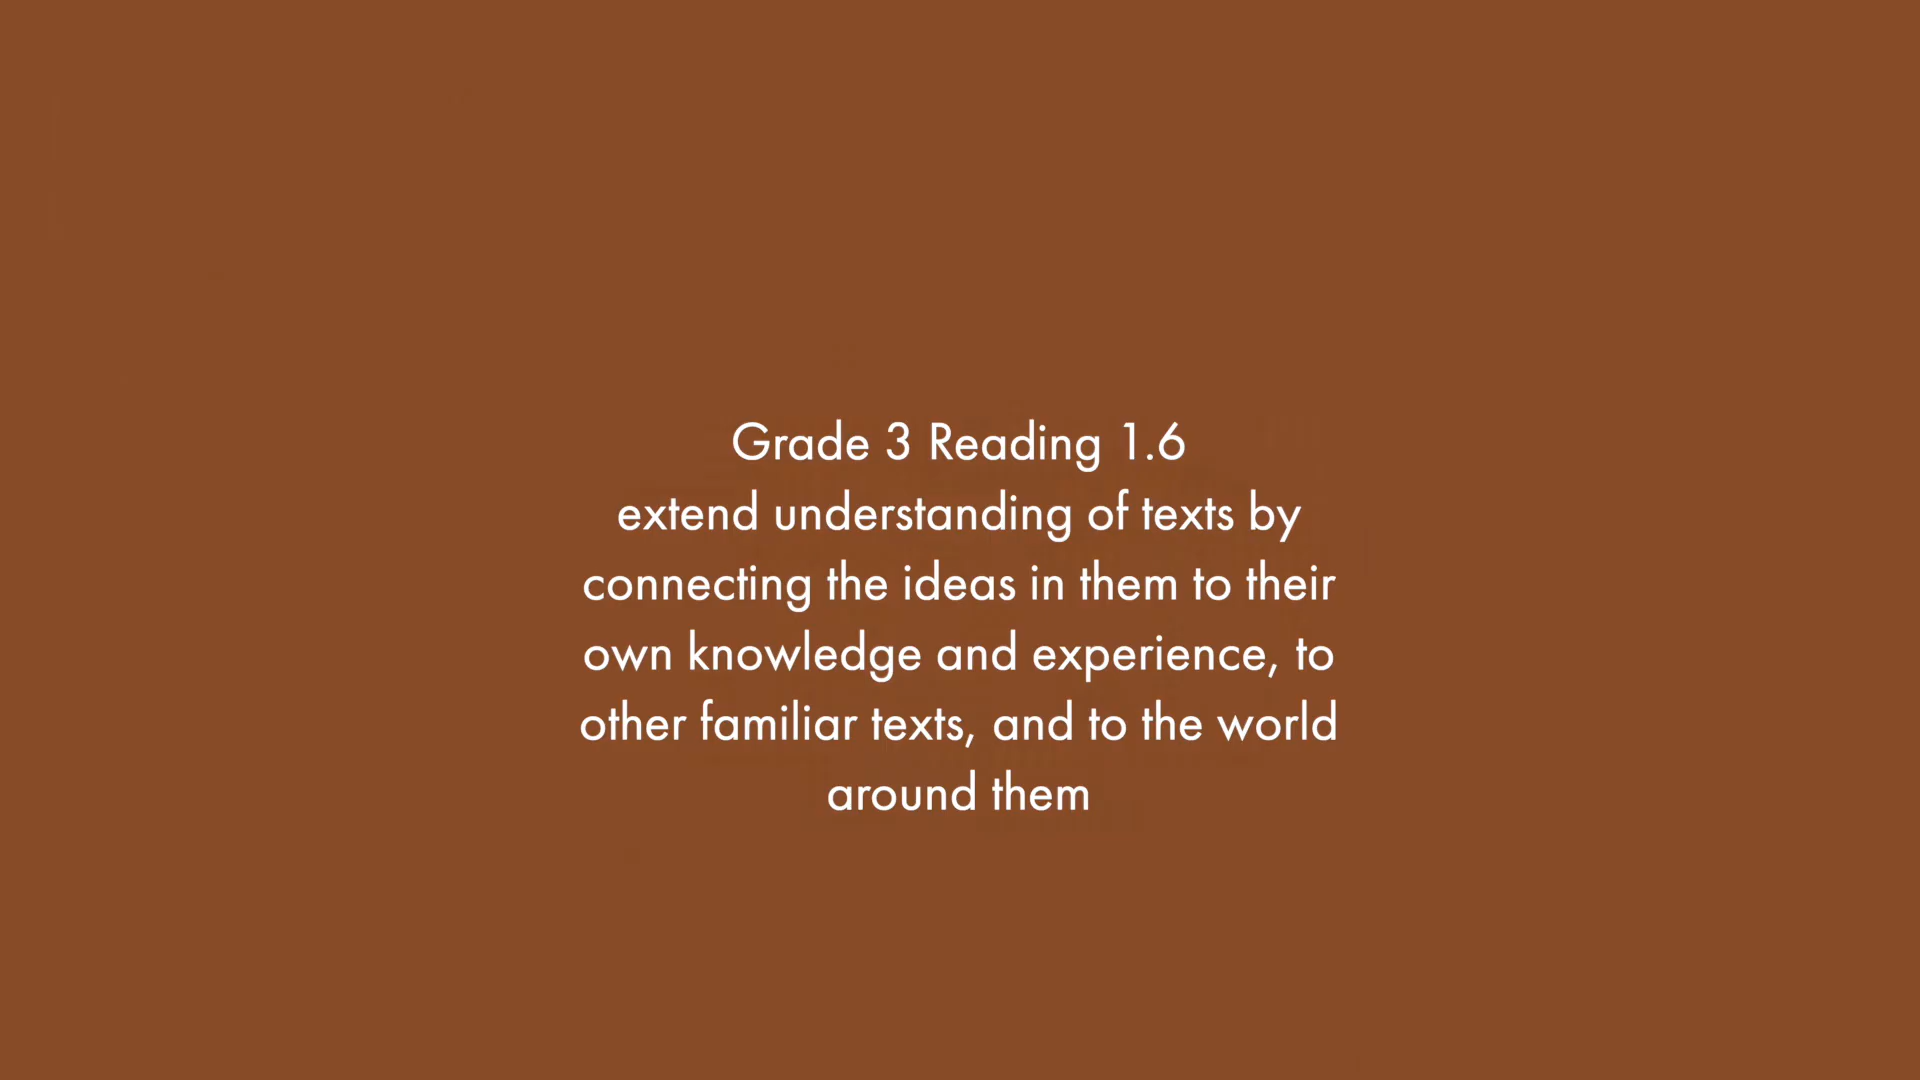 Grade 3 Reading 1.6
extend understanding of texts by
connecting the ideas in them to their
own knowledge and experience, to
other familiar texts, and to the world
around them